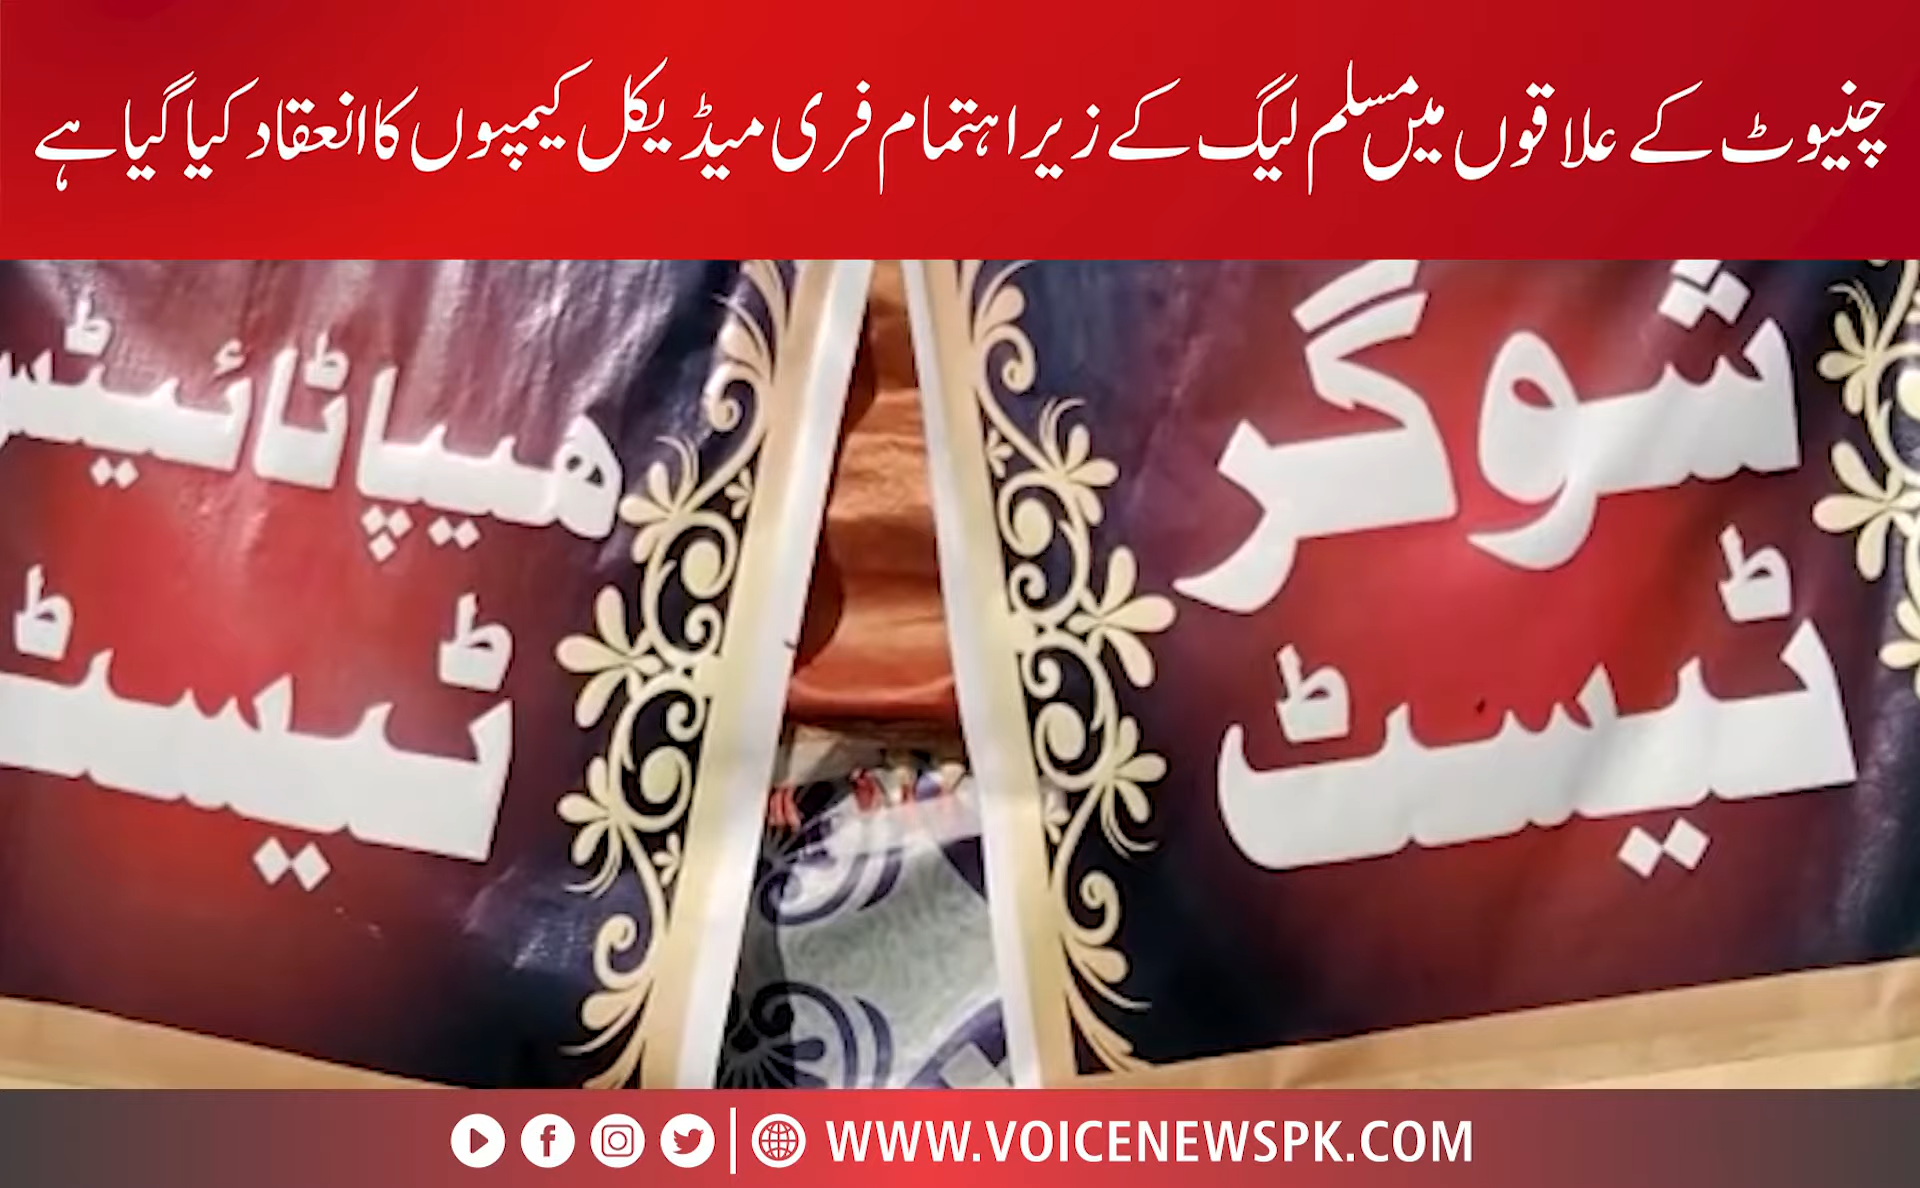 چنیوٹ کے علاقوں میں مسلم لیگ کے زیر اہتمام فری میڈیکل کیمپوں کا انعقاد کیا گیا ہے
شوگر
ٹیسٹ
ھیپاٹائیٹس
ٹیسٹ
WWW.VOICENEWSPK.COM